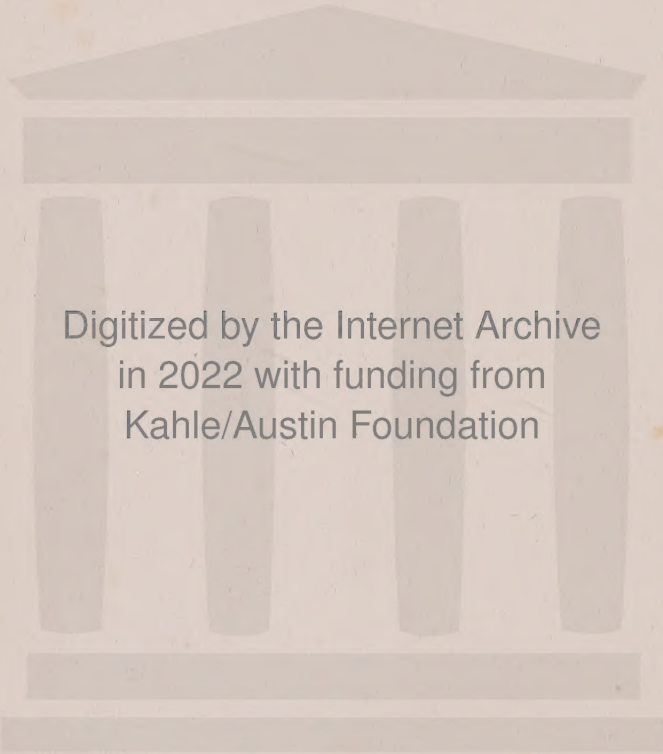 Digitized by the Internet Archive
in 2022 with funding from
Kahle/Austin Foundation